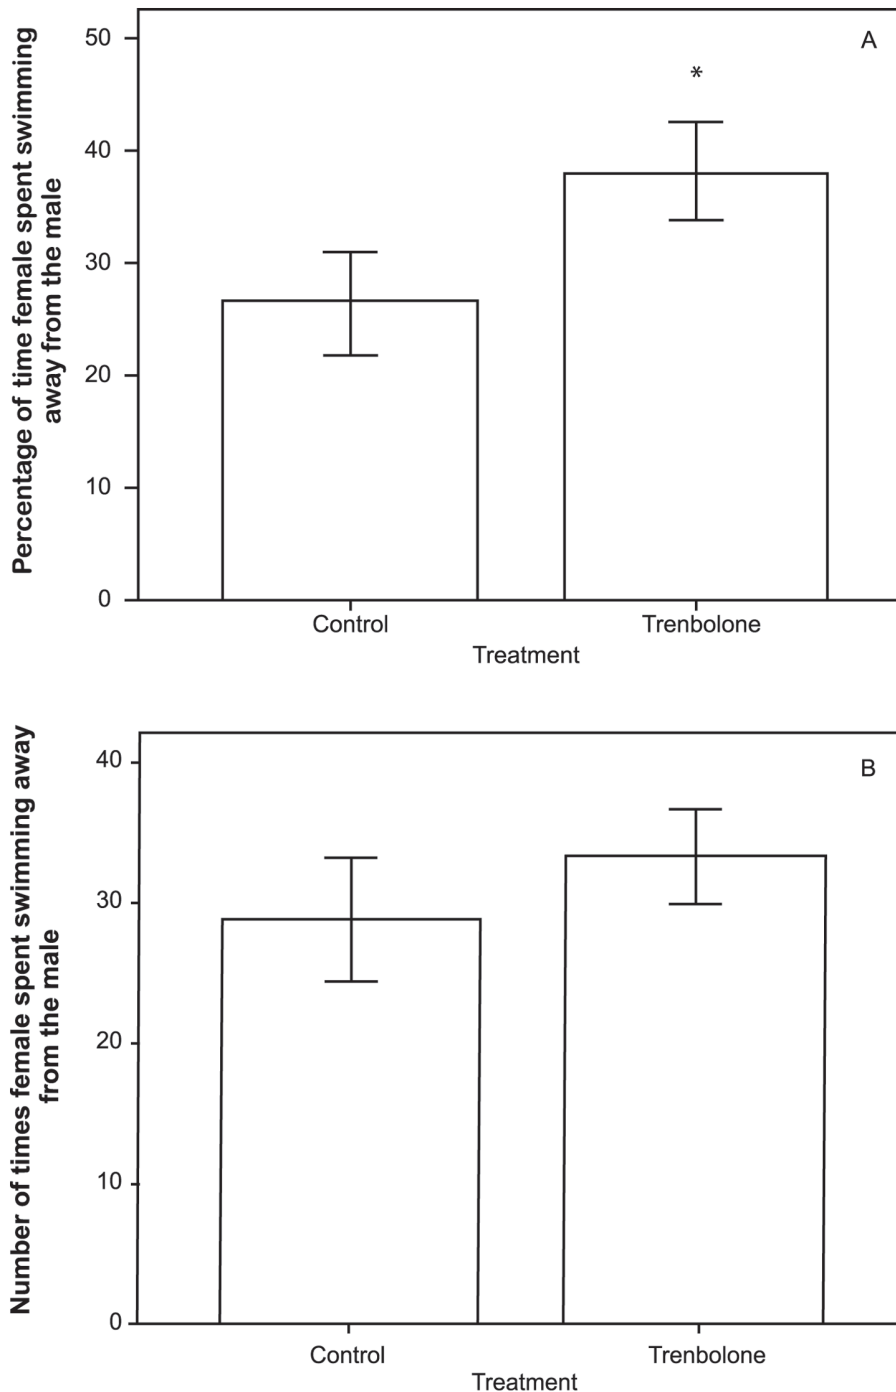 Percentage of time female spent swimming
away from the male
50
40
30
20
10
0
A
*
Control
Trenbolone
Treatment
Number of times female spent swimming away
from the male
40
30
20
10
0
B
Control
Trenbolone
Treatment